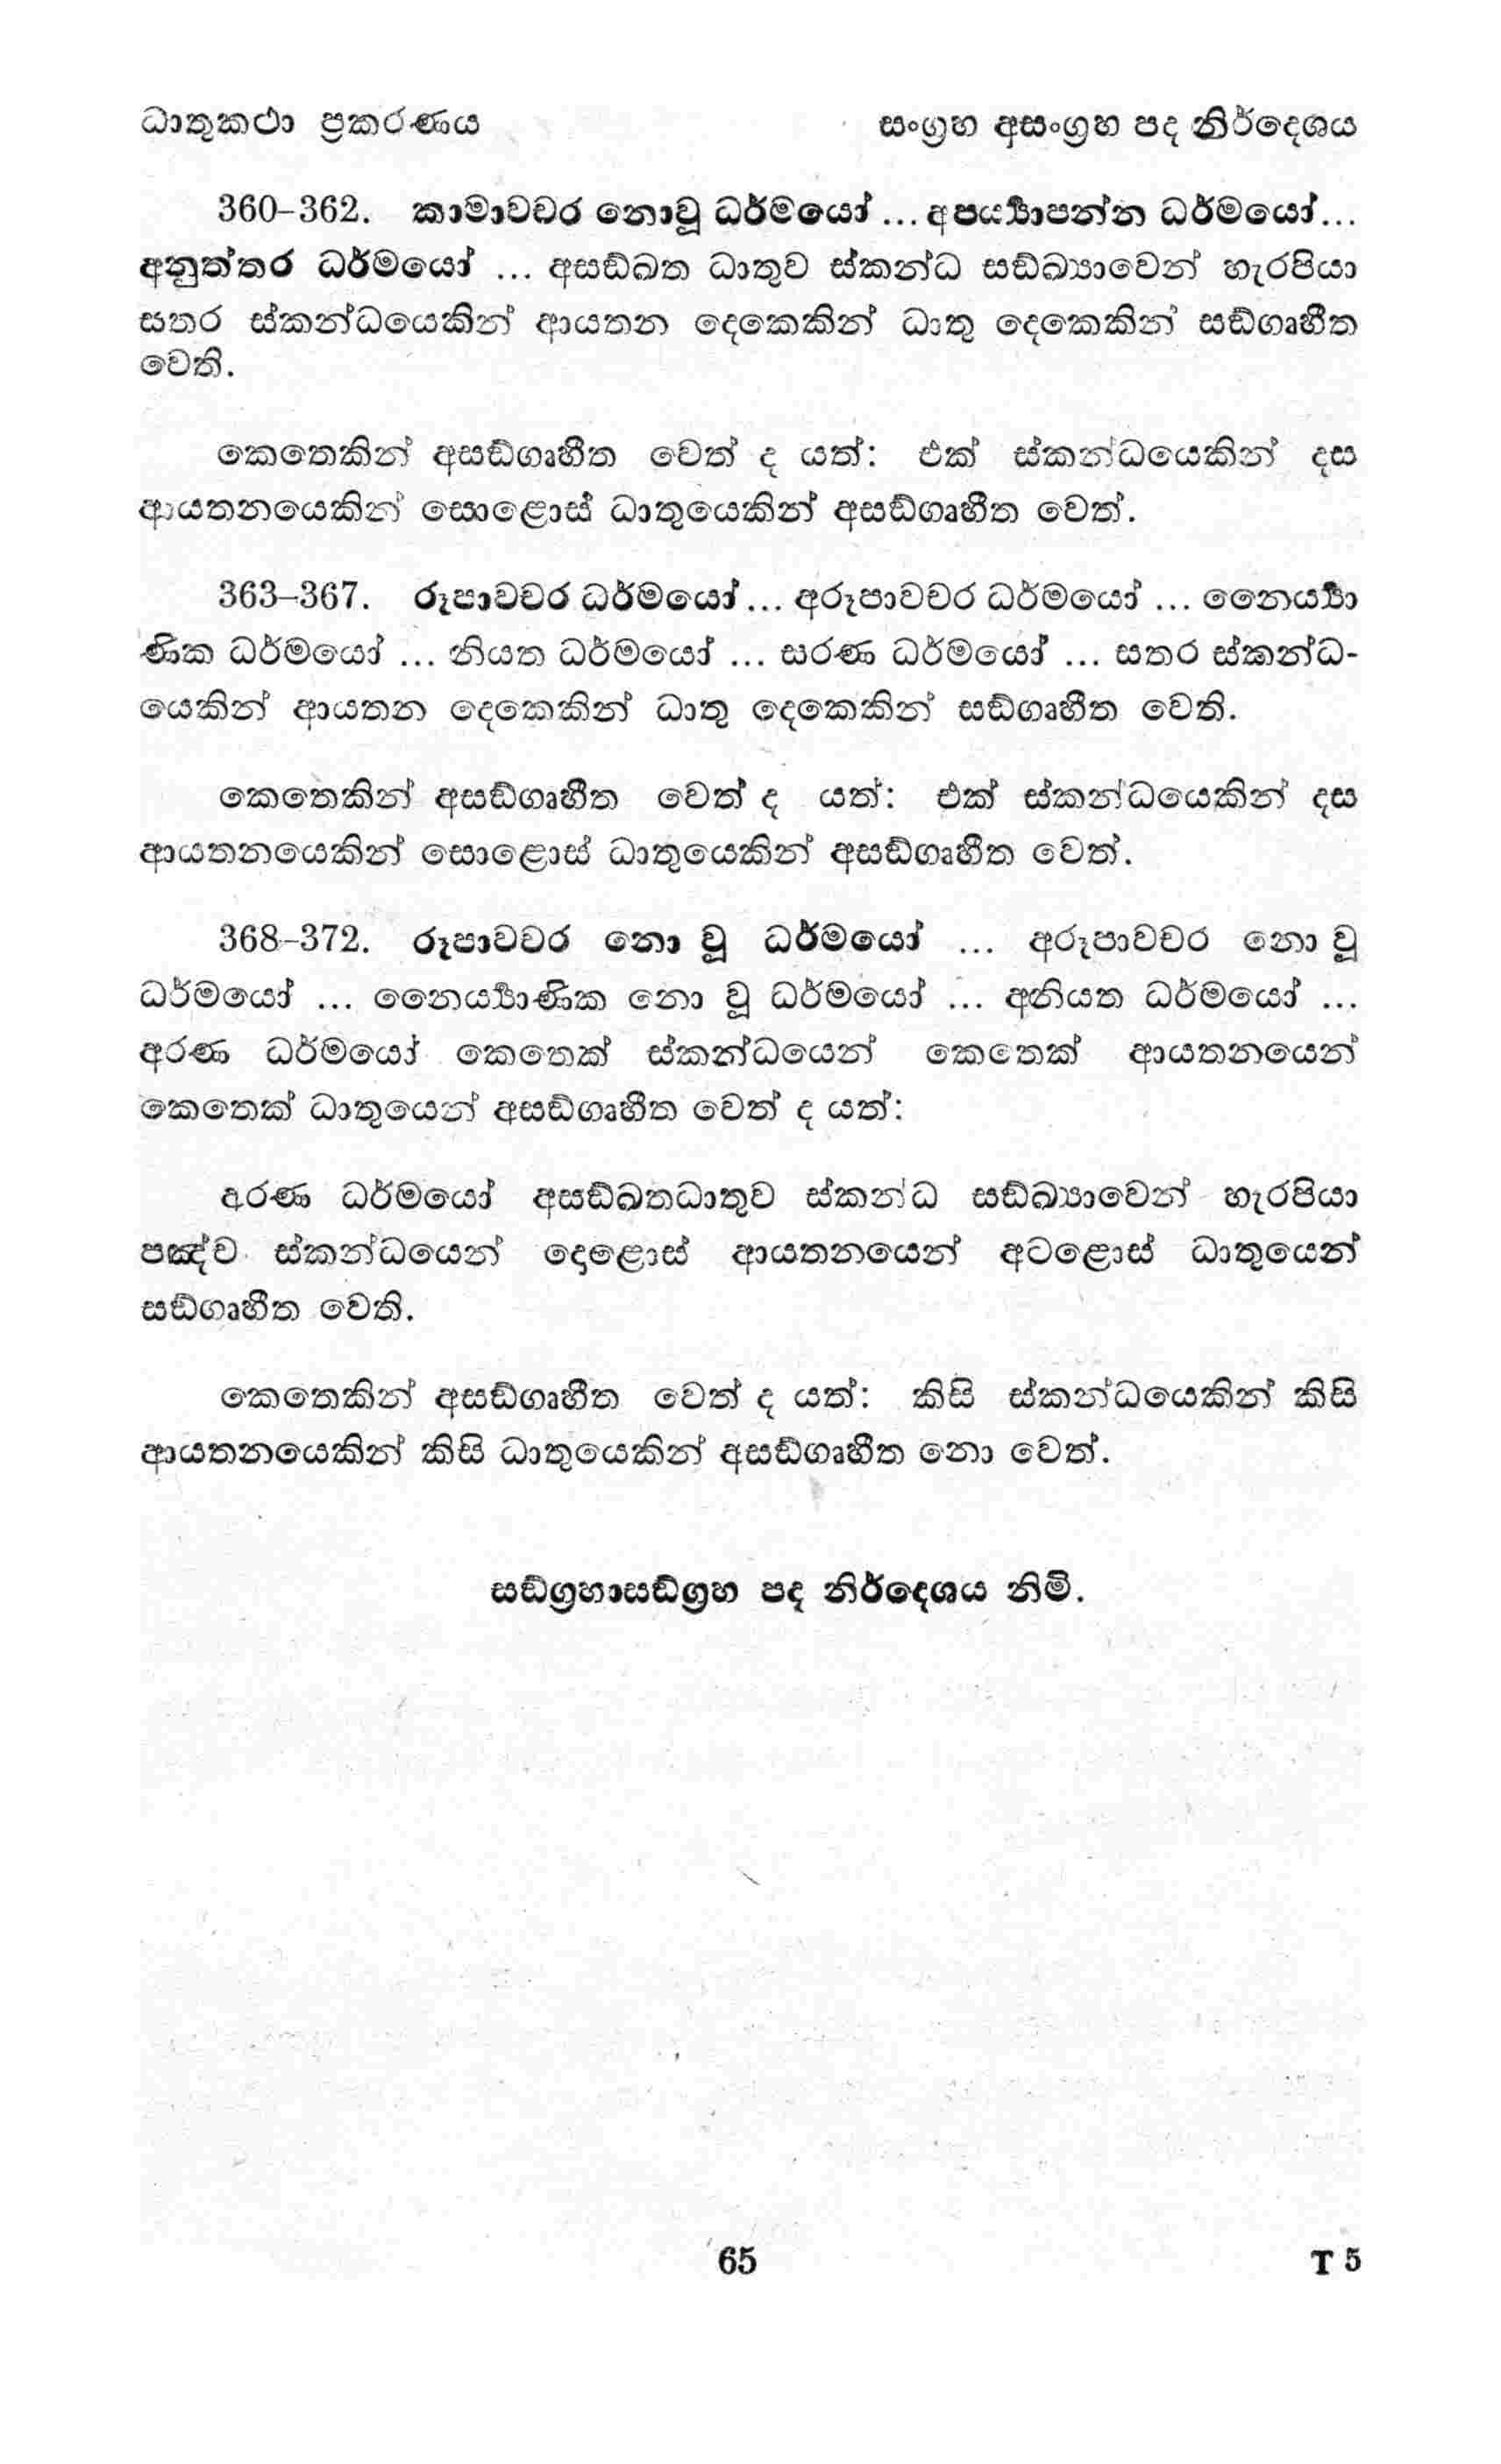 ධාතුකථා ප්‍රකරණය සංග්‍රහ අසංග්‍රහ පද නිර්දෙශය
360–362. කාමාවචර නොවූ ධර්මයෝ ... අපර්‍ය්‍යාපන්න ධර්මයෝ...
අනුත්තර ධර්මයෝ ... අසඞ්ඛත ධාතුව ස්කන්ධ සඞ්ඛ්‍යාවෙන් හැරපියා
සතර ස්කන්ධයෙකින් ආයතන දෙකෙකින් ධාතු දෙකෙකින් සඞ්ගෘහීත
වෙති.
කෙතෙකින් අසඞ්ගෘහීත වෙත් ද යත්: එක් ස්කන්ධයෙකින් දස
ආයතනයෙකින් සොළොස් ධාතුයෙකින් අසඞ්ගෘහීත වෙත්.
363–367. රූපාවචර ධර්මයෝ ... අරූපාවචර ධර්මයෝ ... නෛර්‍ය්‍යා
ණික ධර්මයෝ ... නියත ධර්මයෝ ... සරණ ධර්මයෝ ... සතර ස්කන්ධ-
යෙකින් ආයතන දෙකෙකින් ධාතු දෙකෙකින් සඞ්ගෘහීත වෙති.
කෙතෙකින් අසඞ්ගෘහීත වෙත් ද යත්: එක් ස්කන්ධයෙකින් දස
ආයතනයෙකින් සොළොස් ධාතුයෙකින් අසඞ්ගෘහීත වෙත්.
368–372. රූපාවචර නො වූ ධර්මයෝ ... අරූපාවචර නො වූ
ධර්මයෝ ... නෛර්‍ය්‍යාණික නො වූ ධර්මයෝ ... අනියත ධර්මයෝ ...
අරණ ධර්මයෝ කෙතෙක් ස්කන්ධයෙන් කෙතෙක් ආයතනයෙන්
කෙතෙක් ධාතුයෙන් අසඞ්ගෘහීත වෙත් ද යත්:
අරණ ධර්මයෝ අසඞ්ඛතධාතුව ස්කන්ධ සඞ්ඛ්‍යාවෙන් හැරපියා
පඤ්ච ස්කන්ධයෙන් දොළොස් ආයතනයෙන් අටළොස් ධාතුයෙන්
සඞ්ගෘහීත වෙති.
කෙතෙකින් අසඞ්ගෘහීත වෙත් ද යත්: කිසි ස්කන්ධයෙකින් කිසි
ආයතනයෙකින් කිසි ධාතුයෙකින් අසඞ්ගෘහීත නො වෙත්.
සඞ්ග්‍රහාසඞ්ග්‍රහ පද නිර්දෙශය නිමි.
65 T 5